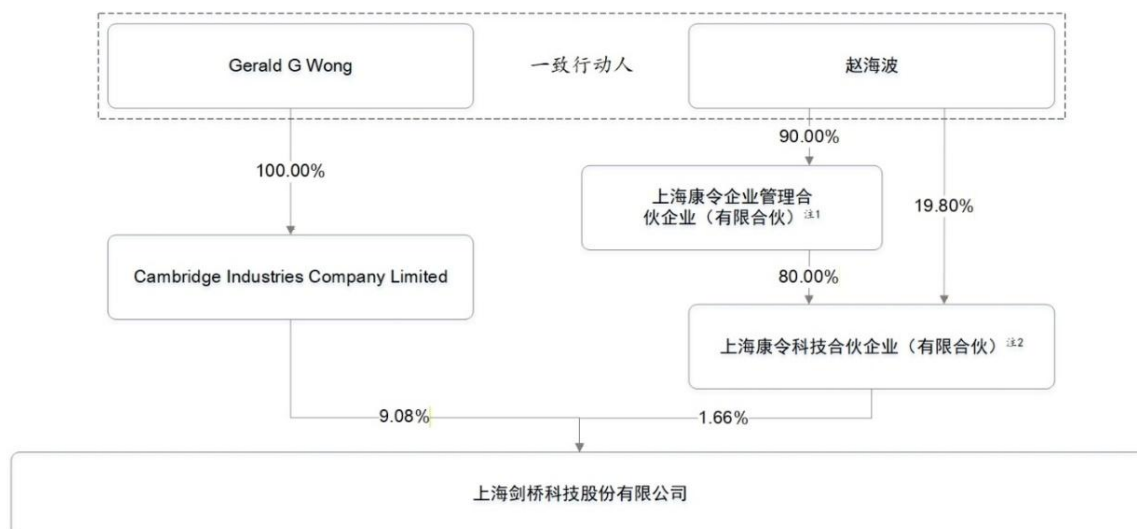 Gerald G Wong
一致行动人
赵海波
90.00%
100.00%
上海康令企业管理合
伙企业（有限合伙）注1
19.80%
80.00%
Cambridge Industries Company Limited
上海康令科技合伙企业（有限合伙）注2
9.08%
1.66%
上海剑桥科技股份有限公司